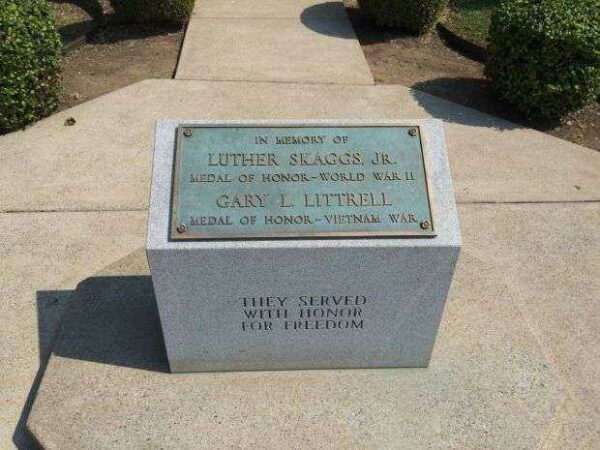 IN MEMORY OF
LUTHER SKAGGS, JR.
MEDAL OF HONOR-WORLD WAR II
GARY L. LITTRELL
MEDAL OF HONOR-VIETNAM WAR
THEY SERVED
WITH HONOR
FOR FREEDOM